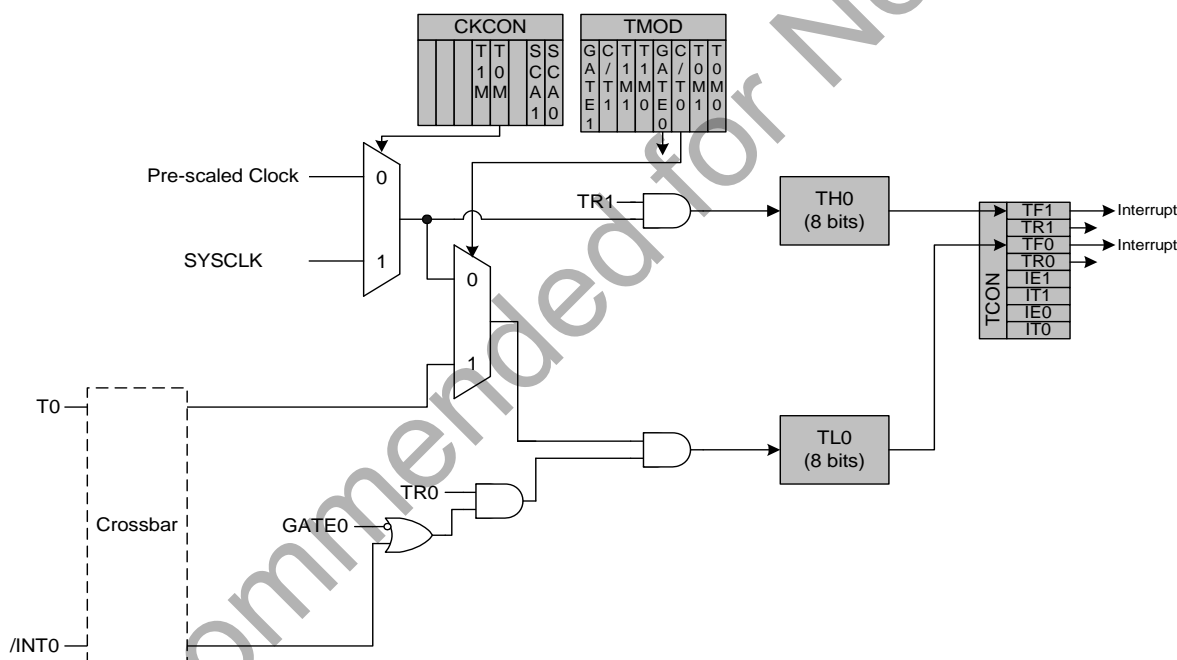 CKCON
T1M
T0M
SCA1
SCA0
TMOD
GATE1
C/T1
T1M1
T1M0
GATE0
C/T0
T0M1
T0M0
Pre-scaled Clock
0
SYSCLK
1
TR1
TH0
(8 bits)
TCON
TF1
TR1
TF0
TR0
IE1
IT1
IE0
IT0
Interrupt
Interrupt
0
1
T0
Crossbar
/INT0
TR0
GATE0
TL0
(8 bits)
ommended for N